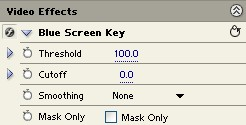 Video Effects
Blue Screen Key
Threshold 100.0
Cutoff 0.0
Smoothing None
Mask Only Mask Only